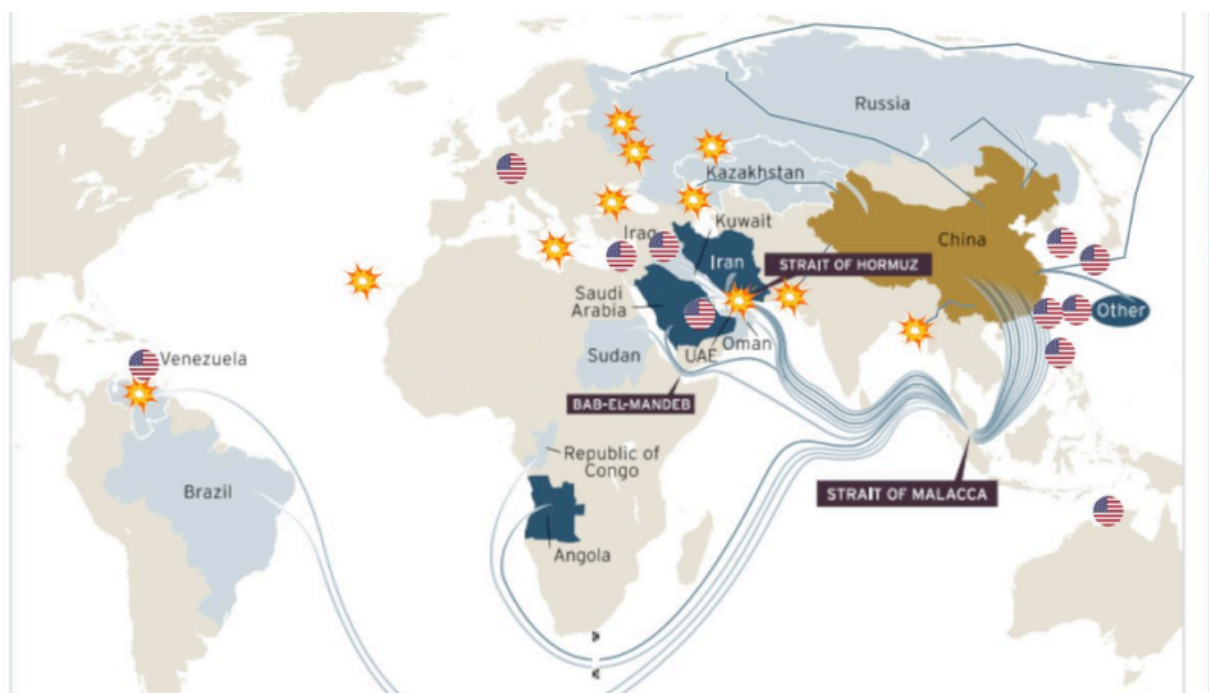 Russia
Kazakhstan
Kuwait
Iraq
China
Iran
STRAIT OF HORMUZ
Saudi
Arabia
Other
Oman
UAE
Sudan
Venezuela
BAB-EL-MANDEB
Republic of
Congo
Brazil
STRAIT OF MALACCA
Angola